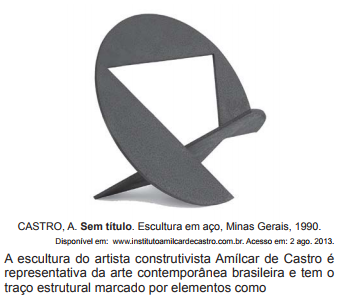 CASTRO, A. Sem título. Escultura em aço, Minas Gerais, 1990.
Disponível em: www.institutoamilcardecastro.com.br. Acesso em: 2 ago. 2013.
A escultura do artista construtivista Amílcar de Castro é
representativa da arte contemporânea brasileira e tem o
traço estrutural marcado por elementos como